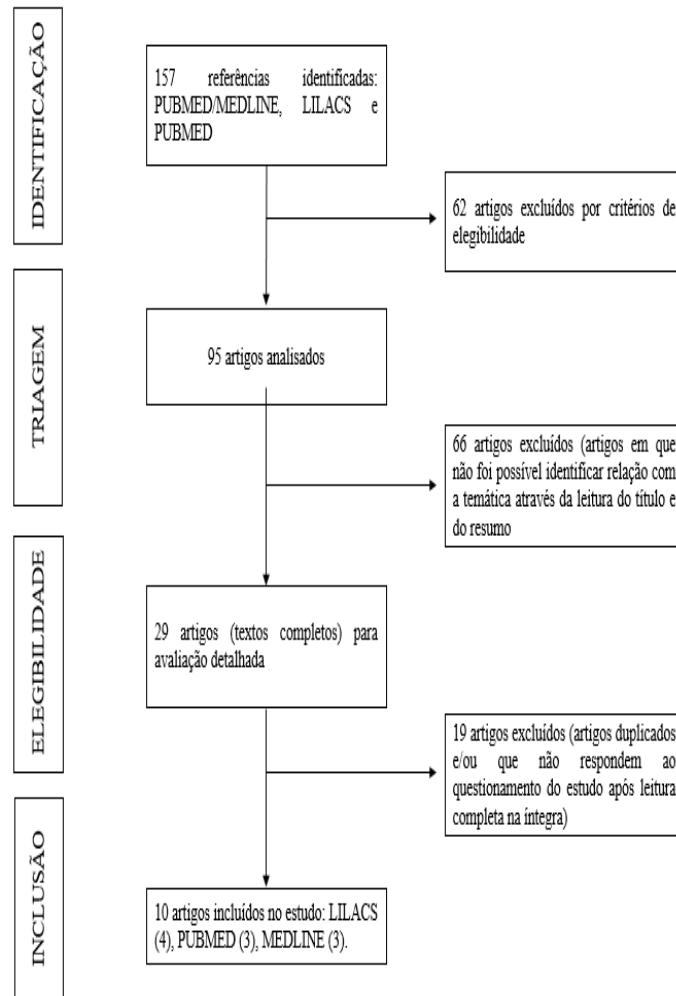 IDENTIFICAÇÃO
157 referências identificadas:
PUBMED/MEDLINE, LILACS e
PUBMED
62 artigos excluídos por critérios de
elegibilidade
TRIAGEM
95 artigos analisados
66 artigos excluídos (artigos em que
não foi possível identificar relação com
a temática através da leitura do título e
do resumo
ELEGIBILIDADE
29 artigos (textos completos) para
avaliação detalhada
19 artigos excluídos (artigos duplicados
e/ou que não respondem ao
questionamento do estudo após leitura
completa na íntegra)
INCLUSÃO
10 artigos incluídos no estudo: LILACS
(4), PUBMED (3), MEDLINE (3).